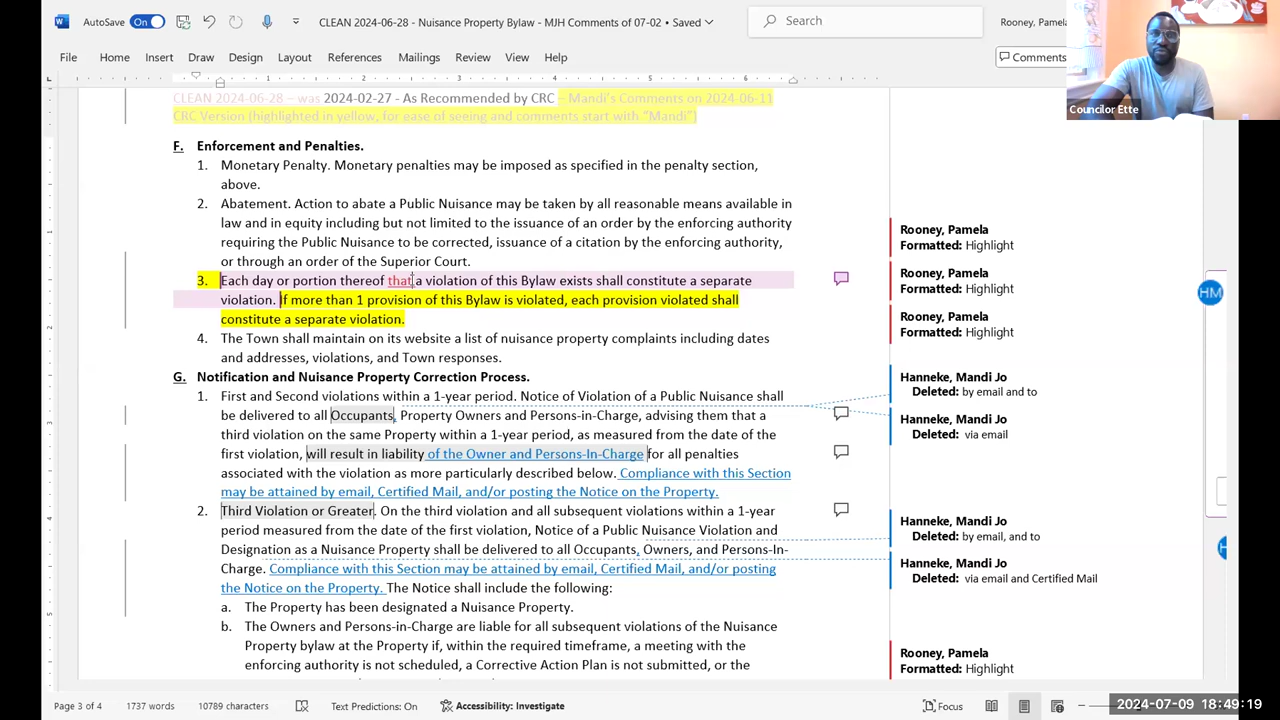 AutoSave On
CLEAN 2024-06-28 - Nuisance Property Bylaw - MJH Comments of 07-02 • Saved
Search
Rooney, Pamela
File Home Insert Draw Design Layout References Mailings Review View Help
Comments
Councilor Ette
1 2 3 4 5 6 7
CLEAN 2024-06-28 – was 2024-02-27 - As Recommended by CRC – Mandi's Comments on 2024-06-11
CRC Version (highlighted in yellow, for ease of seeing and comments start with "Mandi")
F. Enforcement and Penalties.
1. Monetary Penalty. Monetary penalties may be imposed as specified in the penalty section,
above.
2. Abatement. Action to abate a Public Nuisance may be taken by all reasonable means available in
law and in equity including but not limited to the issuance of an order by the enforcing authority
requiring the Public Nuisance to be corrected, issuance of a citation by the enforcing authority,
or through an order of the Superior Court.
3. Each day or portion thereof that a violation of this Bylaw exists shall constitute a separate
violation. If more than 1 provision of this Bylaw is violated, each provision violated shall
constitute a separate violation.
4. The Town shall maintain on its website a list of nuisance property complaints including dates
and addresses, violations, and Town responses.
G. Notification and Nuisance Property Correction Process.
1. First and Second violations within a 1-year period. Notice of Violation of a Public Nuisance shall
be delivered to all Occupants, Property Owners and Persons-in-Charge, advising them that a
third violation on the same Property within a 1-year period, as measured from the date of the
first violation, will result in liability of the Owner and Persons-In-Charge for all penalties
associated with the violation as more particularly described below. Compliance with this Section
may be attained by email, Certified Mail, and/or posting the Notice on the Property.
2. Third Violation or Greater. On the third violation and all subsequent violations within a 1-year
period measured from the date of the first violation, Notice of a Public Nuisance Violation and
Designation as a Nuisance Property shall be delivered to all Occupants, Owners, and Persons-In-
Charge. Compliance with this Section may be attained by email, Certified Mail, and/or posting
the Notice on the Property. The Notice shall include the following:
a. The Property has been designated a Nuisance Property.
b. The Owners and Persons-in-Charge are liable for all subsequent violations of the Nuisance
Property bylaw at the Property if, within the required timeframe, a meeting with the
enforcing authority is not scheduled, a Corrective Action Plan is not submitted, or the
Rooney, Pamela
Formatted: Highlight
Rooney, Pamela
Formatted: Highlight
Rooney, Pamela
Formatted: Highlight
Hanneke, Mandi Jo
Deleted: by email and to
Hanneke, Mandi Jo
Deleted: via email
Hanneke, Mandi Jo
Deleted: by email, and to
Hanneke, Mandi Jo
Deleted: via email and Certified Mail
Rooney, Pamela
Formatted: Highlight
HM
Page 3 of 4
1737 words
10789 characters
Text Predictions: On
Accessibility: Investigate
Focus
2024-07-09 18:49:19